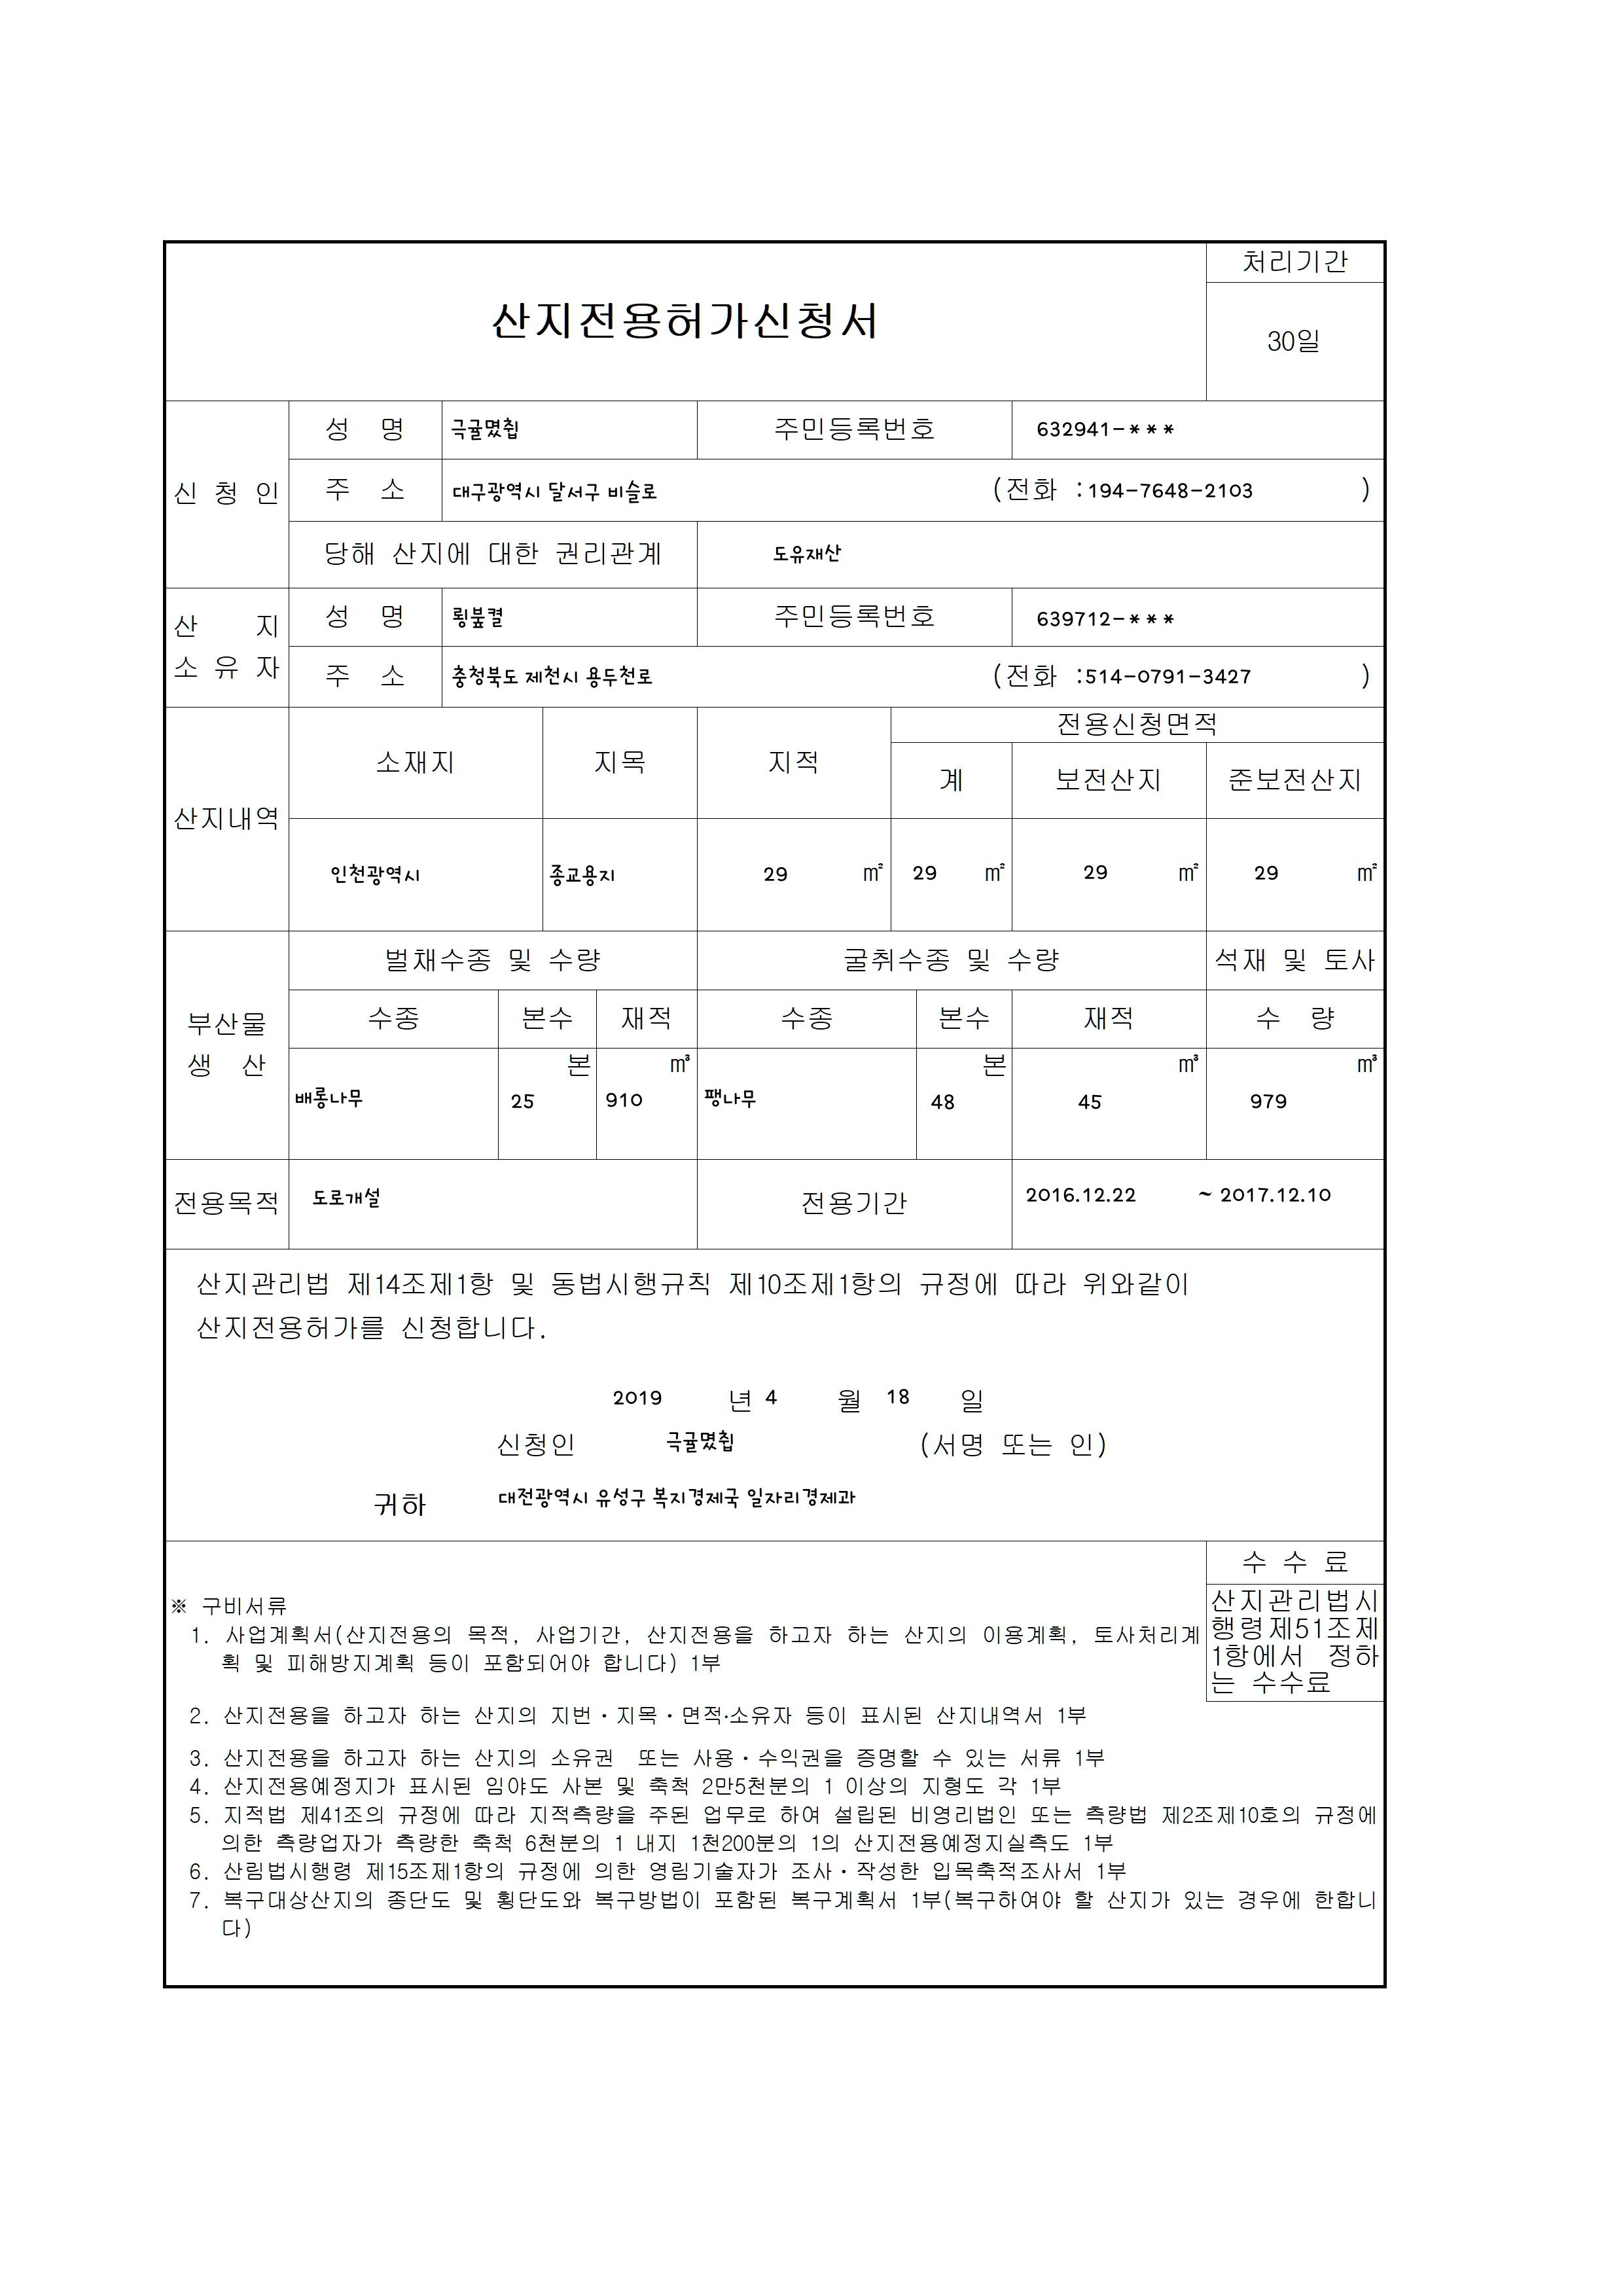 처리기간
산지전용허가신청서
30일
신 청 인
성 명 극귤몄췹 주민등록번호 632941-***
주 소 대구광역시 달서구 비슬로 (전화 :194-7648-2103 )
당해 산지에 대한 권리관계 도유재산
산 지
소 유 자
성 명 주민등록번호 639712-***
주 소 충청북도 제천시 용두천로 (전화 :514-0791-3427 )
산지내역
소재지 지목 지적 전용신청면적
계 보전산지 준보전산지
인천광역시 종교용지 29 ㎡ 29 ㎡ 29 ㎡ 29 ㎡
부산물
생 산
벌채수종 및 수량 굴취수종 및 수량 석재 및 토사
수종 본수 재적 수종 본수 재적 수 량
본 ㎥ 본 ㎥ ㎥
배롱나무 25 910 팽나무 48 45 979
전용목적 도로개설 전용기간 2016.12.22 ~ 2017.12.10
산지관리법 제14조제1항 및 동법시행규칙 제10조제1항의 규정에 따라 위와같이
산지전용허가를 신청합니다.
2019 년 4 월 18 일
신청인 극귤몄췹 (서명 또는 인)
귀하 대전광역시 유성구 복지경제국 일자리경제과
수 수 료
산지관리법시
행령제51조제
1항에서 정하
는 수수료
※ 구비서류
1. 사업계획서(산지전용의 목적, 사업기간, 산지전용을 하고자 하는 산지의 이용계획, 토사처리계
획 및 피해방지계획 등이 포함되어야 합니다) 1부
2. 산지전용을 하고자 하는 산지의 지번·지목·면적·소유자 등이 표시된 산지내역서 1부
3. 산지전용을 하고자 하는 산지의 소유권 또는 사용·수익권을 증명할 수 있는 서류 1부
4. 산지전용예정지가 표시된 임야도 사본 및 축척 2만5천분의 1 이상의 지형도 각 1부
5. 지적법 제41조의 규정에 따라 지적측량을 주된 업무로 하여 설립된 비영리법인 또는 측량법 제2조제10호의 규정에
의한 측량업자가 측량한 축척 6천분의 1 내지 1천200분의 1의 산지전용예정지실측도 1부
6. 산림법시행령 제15조제1항의 규정에 의한 영림기술자가 조사·작성한 입목축적조사서 1부
7. 복구대상산지의 종단도 및 횡단도와 복구방법이 포함된 복구계획서 1부(복구하여야 할 산지가 있는 경우에 한합니
다)